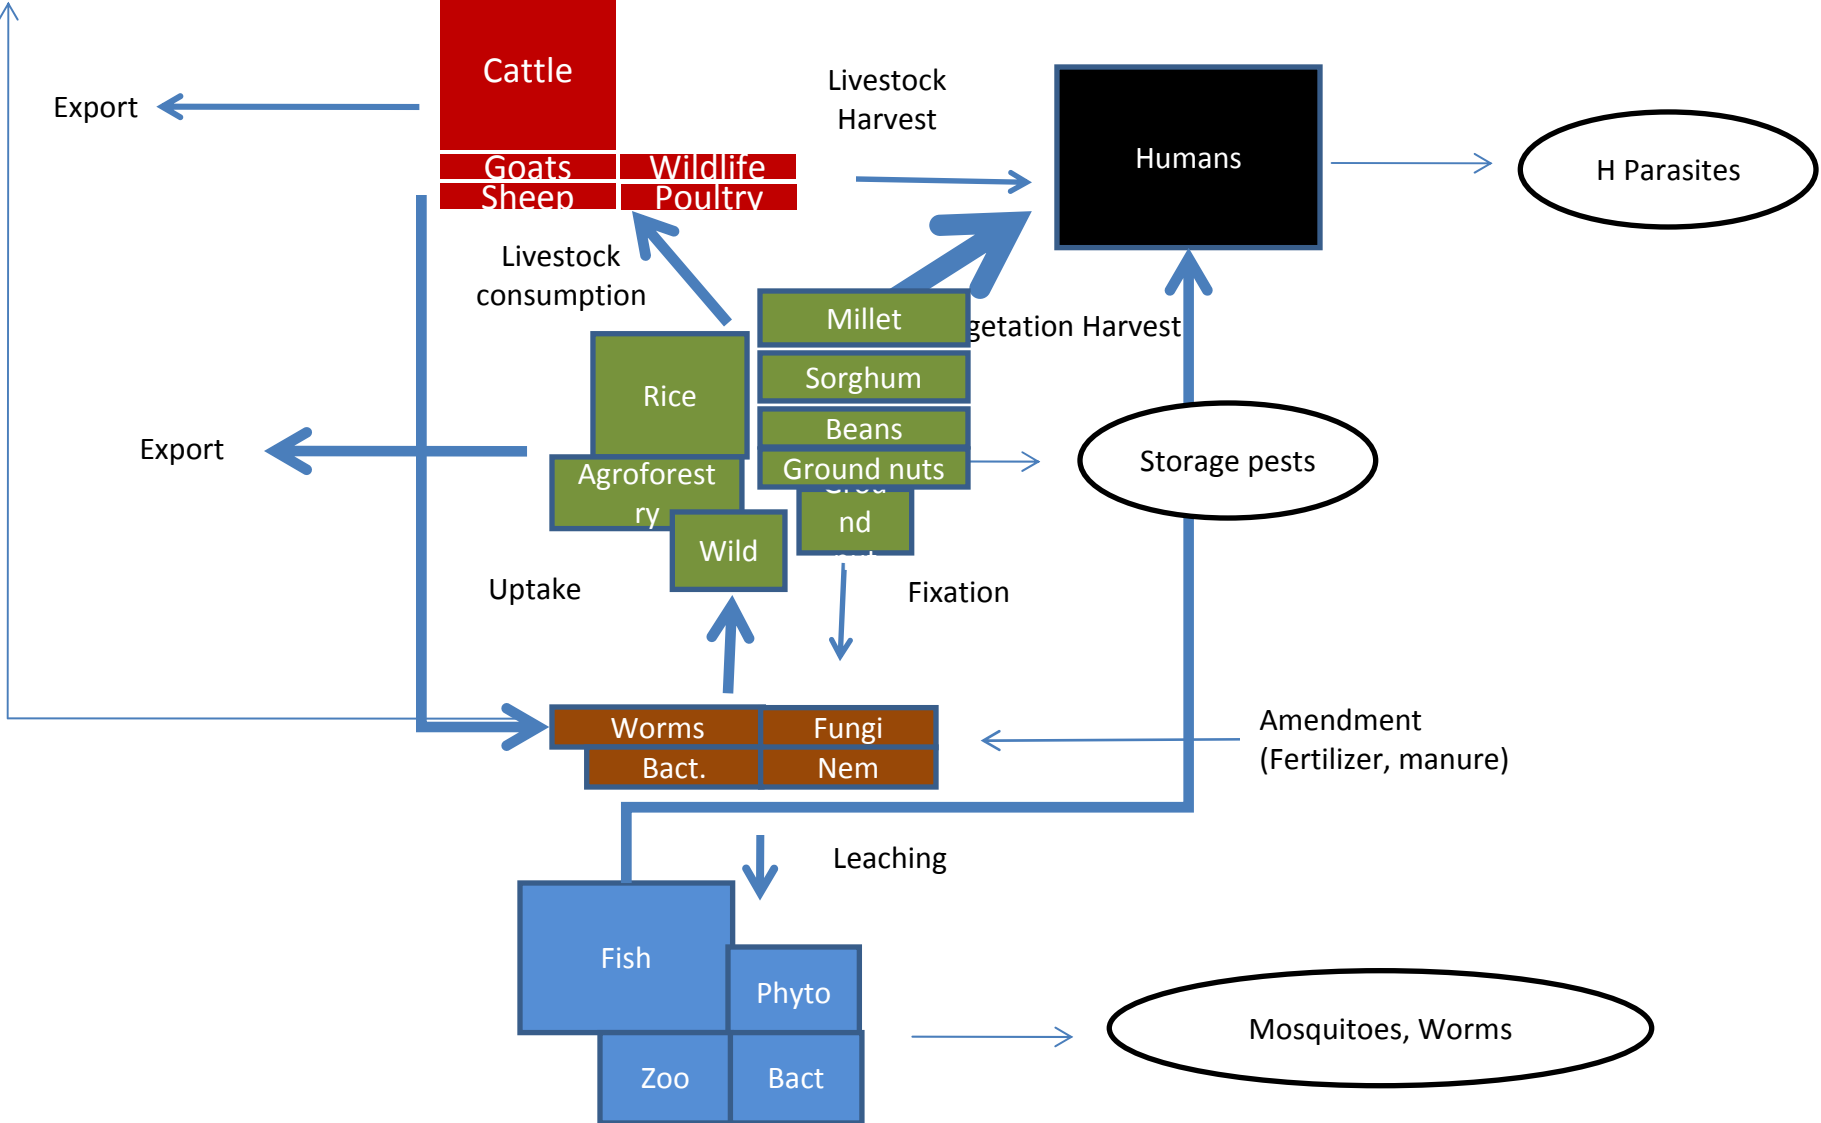 Cattle
Livestock
Harvest
Export
Goats
Wildlife
Sheep
Poultry
Humans
H Parasites
Livestock
consumption
Millet
getation Harvest
Sorghum
Rice
Beans
Export
Ground nuts
Storage pests
Agroforest
ry
Grou
nd
nut
Wild
Uptake
Fixation
Worms
Fungi
Bact.
Nem
Amendment
(Fertilizer, manure)
Leaching
Fish
Phyto
Zoo
Bact
Mosquitoes, Worms